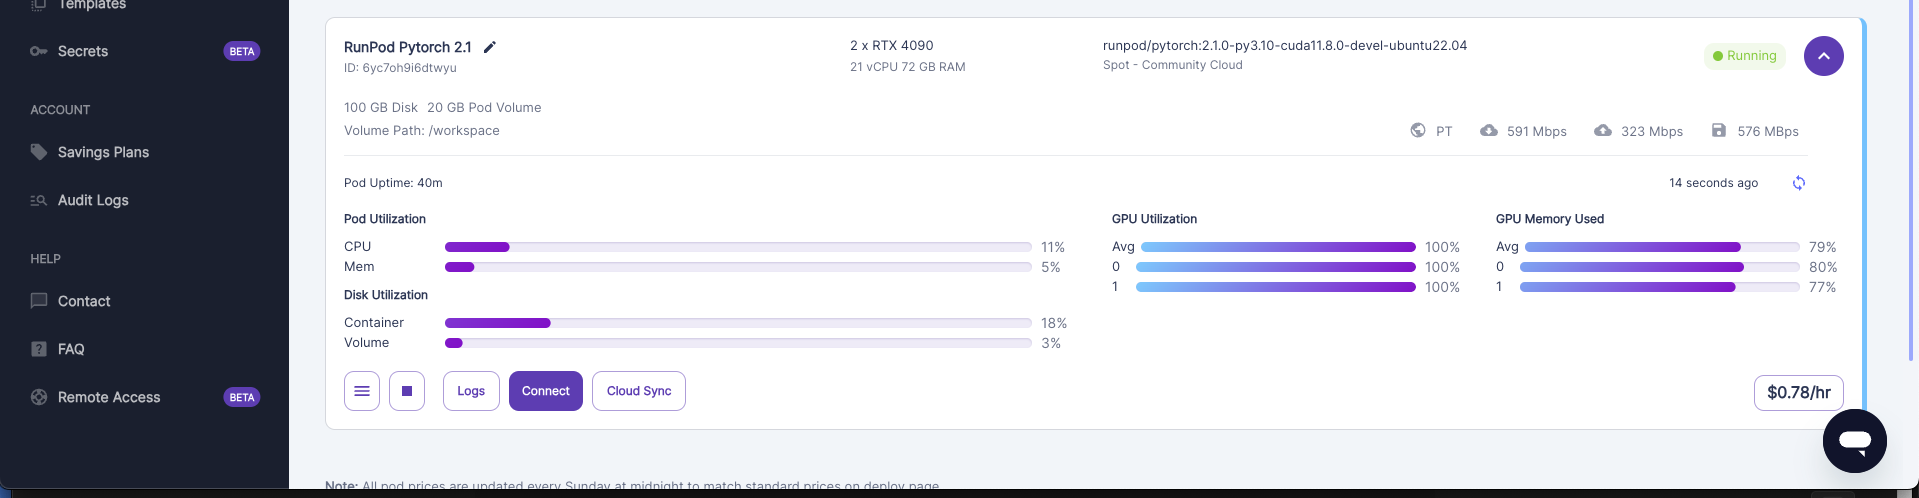 Templates
Secrets BETA
ACCOUNT
Savings Plans
Audit Logs
HELP
Contact
FAQ
Remote Access BETA
RunPod Pytorch 2.1
ID: 6yc7oh9i6dtwyu
2 x RTX 4090
21 vCPU 72 GB RAM
runpod/pytorch:2.1.0-py3.10-cuda11.8.0-devel-ubuntu22.04
Spot - Community Cloud
Running
100 GB Disk 20 GB Pod Volume
Volume Path: /workspace
PT 591 Mbps 323 Mbps 576 MBps
Pod Uptime: 40m
14 seconds ago
Pod Utilization
CPU 11%
Mem 5%
Disk Utilization
Container 18%
Volume 3%
GPU Utilization
Avg 100%
0 100%
1 100%
GPU Memory Used
Avg 79%
0 80%
1 77%
Logs Connect Cloud Sync
$0.78/hr
Note: All pod prices are updated every Sunday at midnight to match standard prices on deploy page.